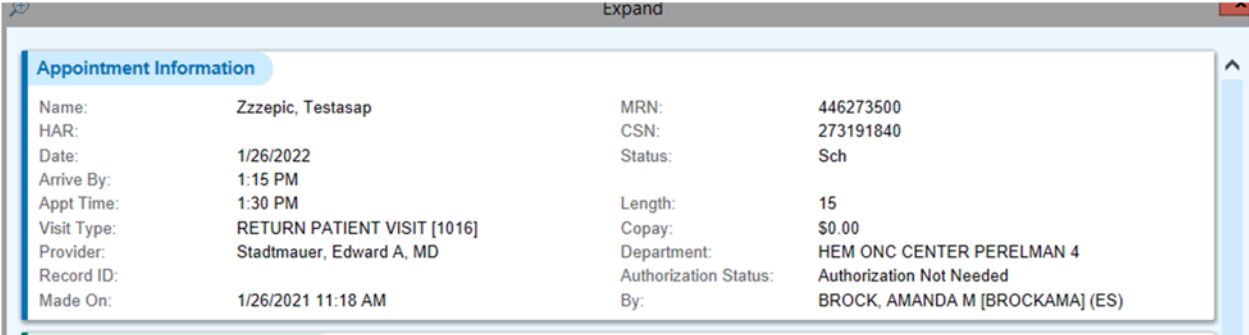 Expand
Appointment Information
Name: Zzzepic, Testasap MRN: 446273500
HAR: CSN: 273191840
Date: 1/26/2022 Status: Sch
Arrive By: 1:15 PM
Appt Time: 1:30 PM Length: 15
Visit Type: RETURN PATIENT VISIT [1016] Copay: $0.00
Provider: Stadtmauer, Edward A, MD Department: HEM ONC CENTER PERELMAN 4
Record ID: Authorization Status: Authorization Not Needed
Made On: 1/26/2021 11:18 AM By: BROCK, AMANDA M [BROCKAMA] (ES)